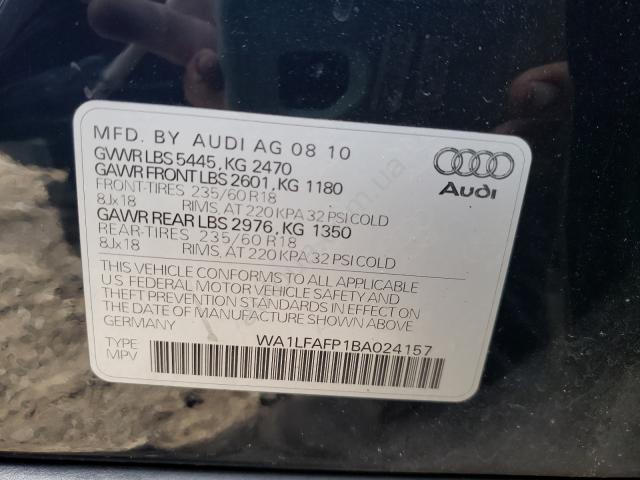 MFD. BY AUDI AG 08 10
GVWR LBS 5445, KG 2470
GAWR FRONT LBS 2601, KG 1180
FRONT-TIRES 235/60 R18
8Jx18 RIMS, AT 220 KPA 32 PSI COLD
GAWR REAR LBS 2976, KG 1350
REAR-TIRES 235/60 R18
8Jx18 RIMS, AT 220 KPA 32 PSI COLD
THIS VEHICLE CONFORMS TO ALL APPLICABLE
U.S. FEDERAL MOTOR VEHICLE SAFETY AND
THEFT PREVENTION STANDARDS IN EFFECT ON
THE DATE OF MANUFACTURE SHOWN ABOVE.
GERMANY
TYPE WA1LFAFP1BA024157
MPV
Audi